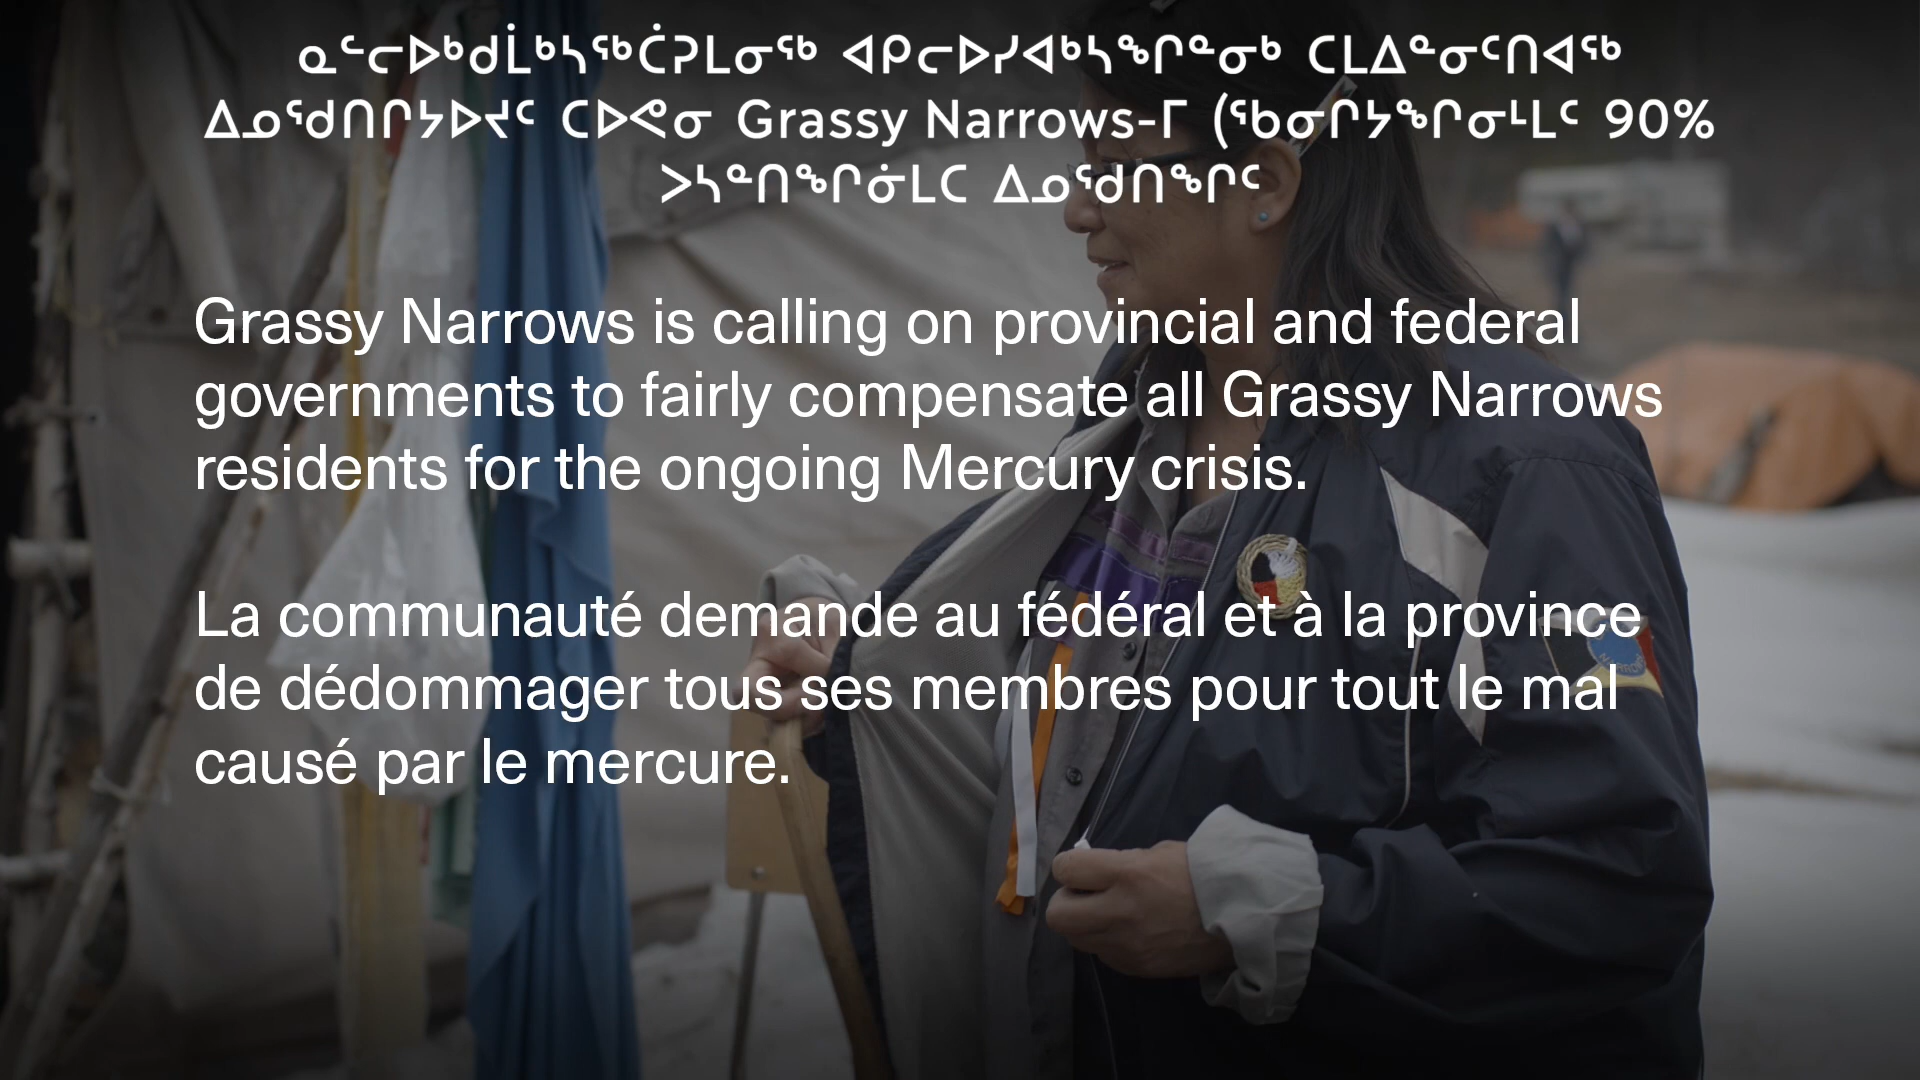 ᓇᓪᓕᐅᒃᑯᒫᒃᓴᖅᑖᕈᒪᓂᖅ ᐊᑭᓕᐅᓯᐊᒃᓴᖏᓐᓂᒃ ᑕᒪᐃᓐᓂᑦᑎᐊᖅ
ᐃᓄᖁᑎᒋᔭᐅᔪᑦ ᑕᐅᕙᓂ Grassy Narrows-ᒥ (ᖃᓂᒋᔭᖏᓂᒻᒪᑦ 90%
ᐳᓴᓐᑎᖏᓃᒪᑕ ᐃᓄᖁᑎᖏᑦ
Grassy Narrows is calling on provincial and federal
governments to fairly compensate all Grassy Narrows
residents for the ongoing Mercury crisis.
La communauté demande au fédéral et à la province
de dédommager tous ses membres pour tout le mal
causé par le mercure.